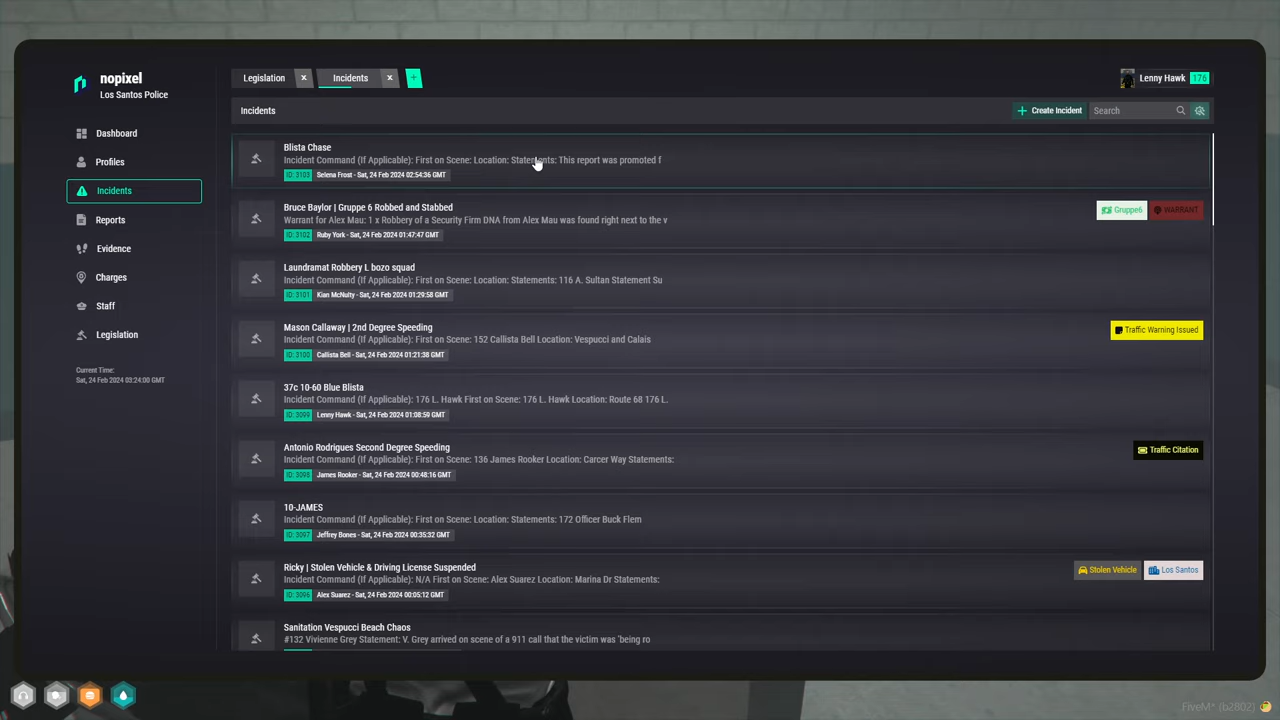 nopixel
Los Santos Police
Legislation x Incidents x +
Lenny Hawk 176
Incidents
Create Incident
Search
Dashboard
Profiles
Incidents
Reports
Evidence
Charges
Staff
Legislation
Current Time:
Sat, 24 Feb 2024 03:24:00 GMT
Blista Chase
Incident Command (If Applicable): First on Scene: Location: Statements: This report was promoted f
ID: 3103 Selena Frost - Sat, 24 Feb 2024 02:54:36 GMT
Bruce Baylor | Gruppe 6 Robbed and Stabbed
Warrant for Alex Mau: 1 x Robbery of a Security Firm DNA from Alex Mau was found right next to the v
ID: 3102 Ruby York - Sat, 24 Feb 2024 01:47:47 GMT
Gruppe6 WARRANT
Laundramat Robbery L bozo squad
Incident Command (If Applicable): First on Scene: Location: Statements: 116 A. Sultan Statement Su
ID: 3101 Kian McNulty - Sat, 24 Feb 2024 01:29:58 GMT
Mason Callaway | 2nd Degree Speeding
Incident Command (If Applicable): First on Scene: 152 Callista Bell Location: Vespucci and Calais
ID: 3100 Callista Bell - Sat, 24 Feb 2024 01:21:38 GMT
Traffic Warning Issued
37c 10-60 Blue Blista
Incident Command (If Applicable): 176 L. Hawk First on Scene: 176 L. Hawk Location: Route 68 176 L.
ID: 3099 Lenny Hawk - Sat, 24 Feb 2024 01:08:59 GMT
Antonio Rodrigues Second Degree Speeding
Incident Command (If Applicable): First on Scene: 136 James Rooker Location: Carcer Way Statements:
ID: 3098 James Rooker - Sat, 24 Feb 2024 00:48:16 GMT
Traffic Citation
10-JAMES
Incident Command (If Applicable): First on Scene: Location: Statements: 172 Officer Buck Flem
ID: 3097 Jeffrey Bones - Sat, 24 Feb 2024 00:35:32 GMT
Ricky | Stolen Vehicle & Driving License Suspended
Incident Command (If Applicable): N/A First on Scene: Alex Suarez Location: Marina Dr Statements:
ID: 3096 Alex Suarez - Sat, 24 Feb 2024 00:05:12 GMT
Stolen Vehicle Los Santos
Sanitation Vespucci Beach Chaos
#132 Vivienne Grey Statement: V. Grey arrived on scene of a 911 call that the victim was 'being ro
FiveM* (b2802)